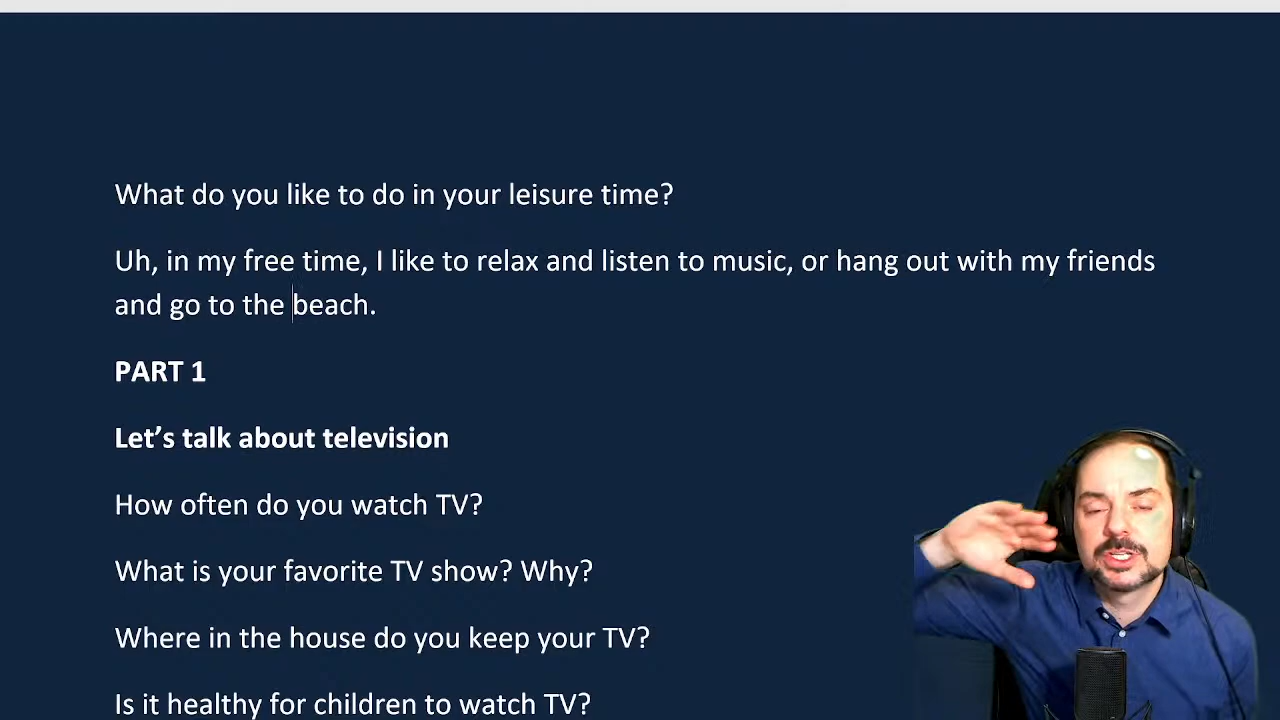 What do you like to do in your leisure time?
Uh, in my free time, I like to relax and listen to music, or hang out with my friends
and go to the beach.
PART 1
Let’s talk about television
How often do you watch TV?
What is your favorite TV show? Why?
Where in the house do you keep your TV?
Is it healthy for children to watch TV?